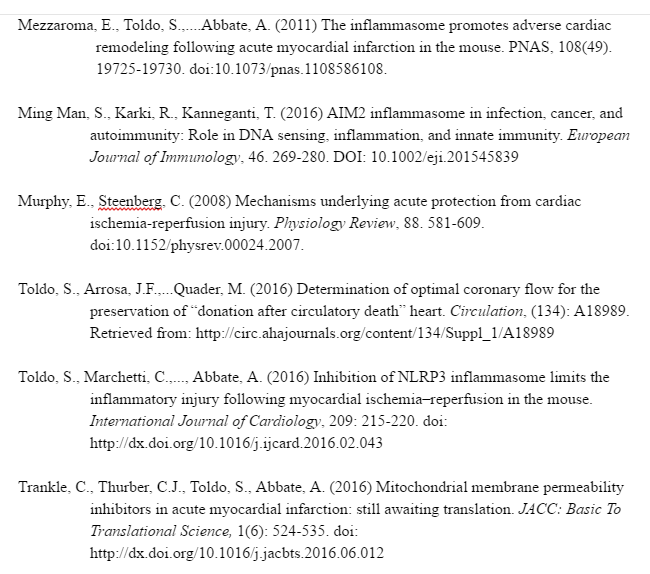 Mezzaroma, E., Toldo, S.,....Abbate, A. (2011) The inflammasome promotes adverse cardiac
remodeling following acute myocardial infarction in the mouse. PNAS, 108(49).
19725-19730. doi:10.1073/pnas.1108586108.
Ming Man, S., Karki, R., Kanneganti, T. (2016) AIM2 inflammasome in infection, cancer, and
autoimmunity: Role in DNA sensing, inflammation, and innate immunity. European
Journal of Immunology, 46. 269-280. DOI: 10.1002/eji.201545839
Murphy, E., Steenberg, C. (2008) Mechanisms underlying acute protection from cardiac
ischemia-reperfusion injury. Physiology Review, 88. 581-609.
doi:10.1152/physrev.00024.2007.
Toldo, S., Arrosa, J.F.,...Quader, M. (2016) Determination of optimal coronary flow for the
preservation of “donation after circulatory death” heart. Circulation, (134): A18989.
Retrieved from: http://circ.ahajournals.org/content/134/Suppl_1/A18989
Toldo, S., Marchetti, C.,..., Abbate, A. (2016) Inhibition of NLRP3 inflammasome limits the
inflammatory injury following myocardial ischemia–reperfusion in the mouse.
International Journal of Cardiology, 209: 215-220. doi:
http://dx.doi.org/10.1016/j.ijcard.2016.02.043
Trankle, C., Thurber, C.J., Toldo, S., Abbate, A. (2016) Mitochondrial membrane permeability
inhibitors in acute myocardial infarction: still awaiting translation. JACC: Basic To
Translational Science, 1(6): 524-535. doi:
http://dx.doi.org/10.1016/j.jacbts.2016.06.012